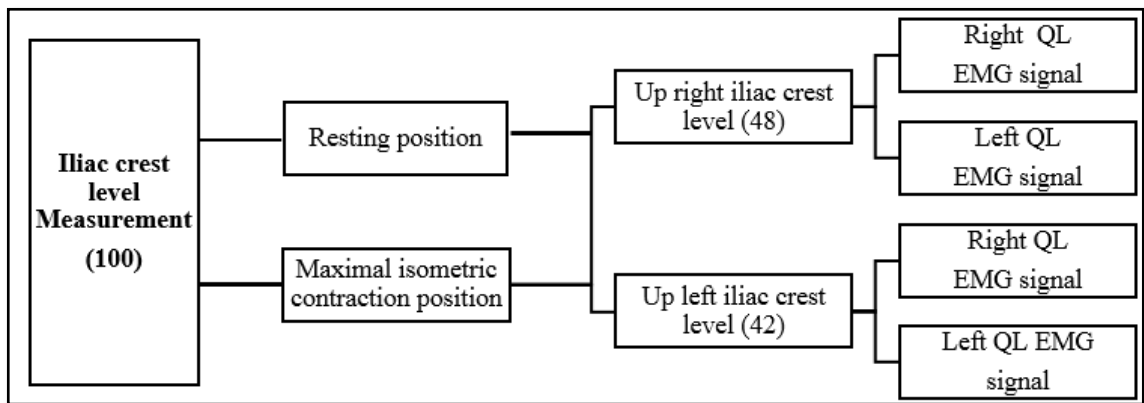 Iliac crest
level
Measurement
(100)
Resting position
Maximal isometric
contraction position
Up right iliac crest
level (48)
Up left iliac crest
level (42)
Right QL
EMG signal
Left QL
EMG signal
Right QL
EMG signal
Left QL EMG
signal